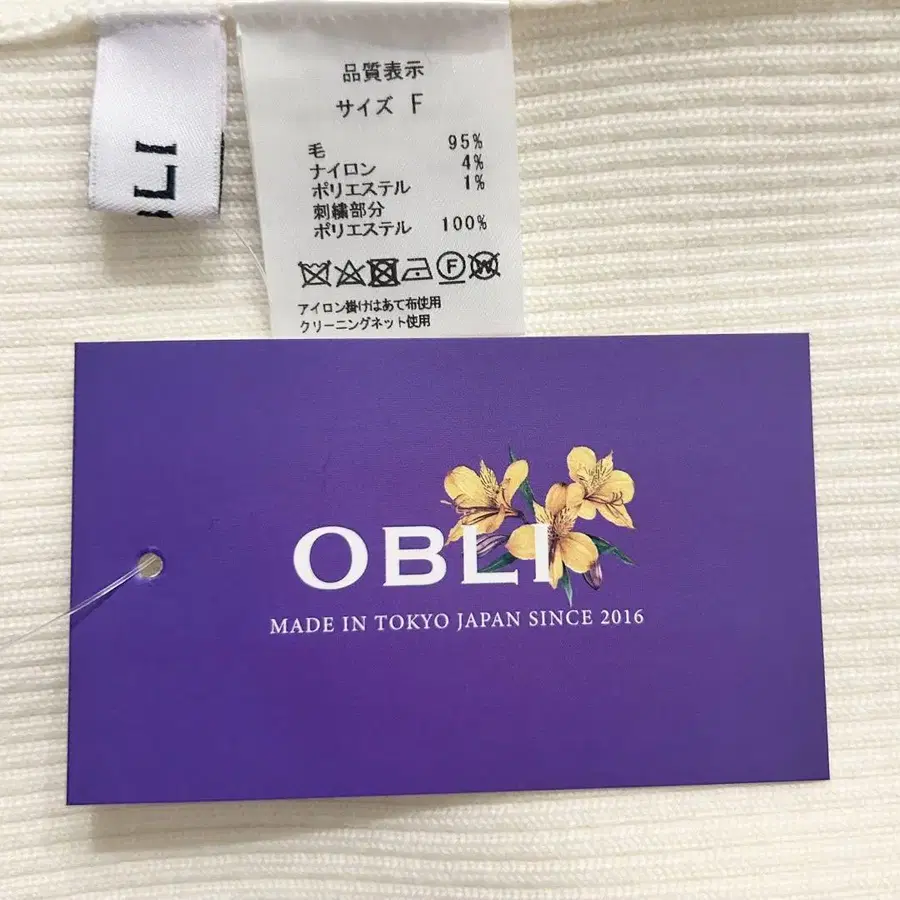 BLI
品質表示
サイズ F
毛 95%
ナイロン 4%
ポリエステル 1%
刺繍部分
ポリエステル 100%
F
W
アイロン掛けはあて布使用
クリーニングネット使用
OBLI
MADE IN TOKYO JAPAN SINCE 2016